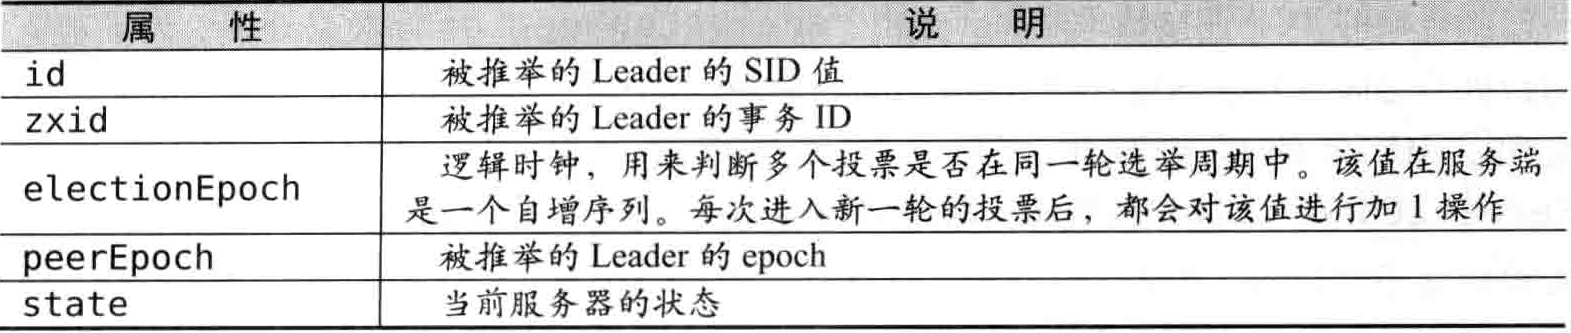 属 性 说 明
id 被推举的 Leader 的 SID 值
zxid 被推举的 Leader 的事务 ID
electionEpoch 逻辑时钟，用来判断多个投票是否在同一轮选举周期中。该值在服务端
是一个自增序列。每次进入新一轮的投票后，都会对该值进行加 1 操作
peerEpoch 被推举的 Leader 的 epoch
state 当前服务器的状态